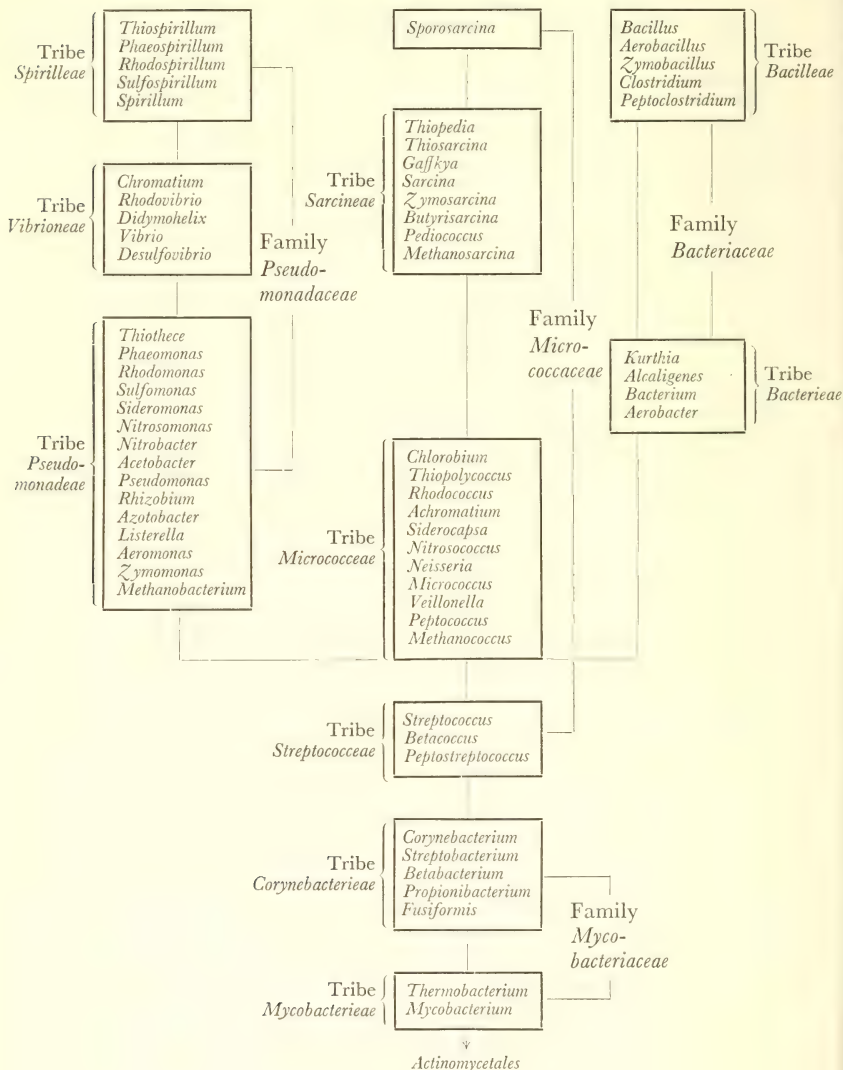 Tribe
Spirilleae
Thiospirillum
Phaeospirillum
Rhodospirillum
Sulfospirillum
Spirillum
Tribe
Vibrioneae
Chromatium
Rhodovibrio
Didymohelix
Vibrio
Desulfovibrio
Family
Pseudo-
monadaceae
Tribe
Pseudo-
monadeae
Thiothece
Phaeomonas
Rhodomonas
Sulfomonas
Sideromonas
Nitrosomonas
Nitrobacter
Acetobacter
Pseudomonas
Rhizobium
Azotobacter
Listerella
Aeromonas
Zymomonas
Methanobacterium
Sporosarcina
Tribe
Sarcineae
Thiopedia
Thiosarcina
Gaffkya
Sarcina
Zymosarcina
Butyrisarcina
Pediococcus
Methanosarcina
Family
Micro-
coccaceae
Tribe
Micrococceae
Chlorobium
Thiopolycoccus
Rhodococcus
Achromatium
Siderocapsa
Nitrosococcus
Neisseria
Micrococcus
Veillonella
Peptococcus
Methanococcus
Bacillus
Aerobacillus
Zymobacillus
Clostridium
Peptoclostridium
Tribe
Bacilleae
Family
Bacteriaceae
Kurthia
Alcaligenes
Bacterium
Aerobacter
Tribe
Bacterieae
Tribe
Streptococceae
Streptococcus
Betacoccus
Peptostreptococcus
Tribe
Corynebacterieae
Corynebacterium
Streptobacterium
Betabacterium
Propionibacterium
Fusiformis
Family
Myco-
bacteriaceae
Tribe
Mycobacterieae
Thermobacterium
Mycobacterium
Actinomycetales